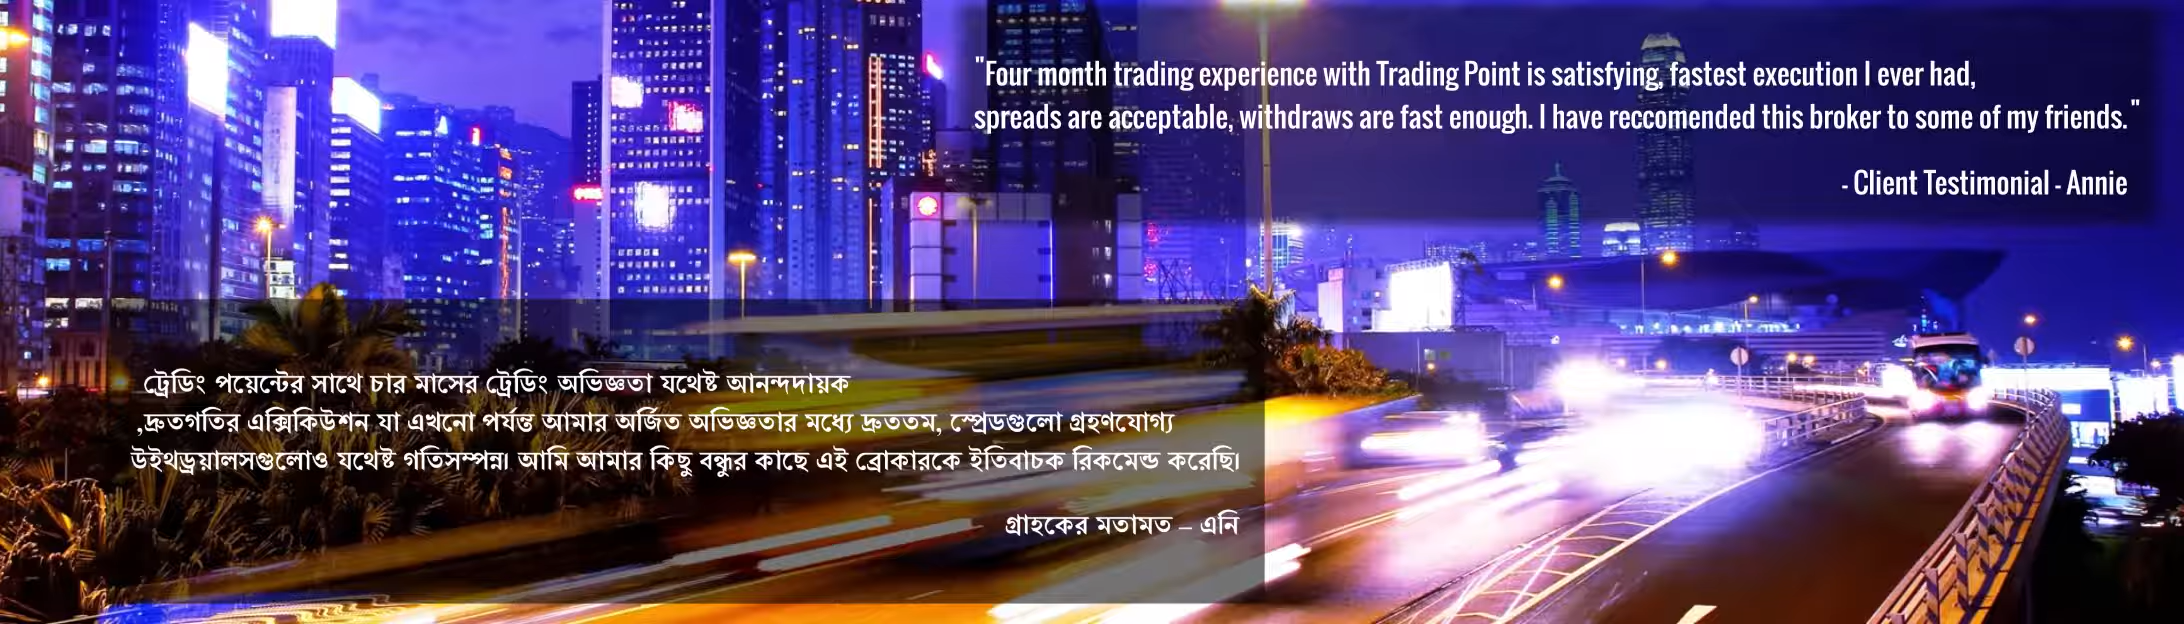 "Four month trading experience with Trading Point is satisfying, fastest execution I ever had,
spreads are acceptable, withdraws are fast enough. I have reccomended this broker to some of my friends."
- Client Testimonial - Annie
ট্রেডিং পয়েন্টের সাথে চার মাসের ট্রেডিং অভিজ্ঞতা যথেষ্ট আনন্দদায়ক
,দ্রুতগতির এক্সিকিউশন যা এখনো পর্যন্ত আমার অর্জিত অভিজ্ঞতার মধ্যে দ্রুততম, স্প্রেডগুলো গ্রহণযোগ্য
উইথড্রয়ালসগুলোও যথেষ্ট গতিসম্পন্ন। আমি আমার কিছু বন্ধুর কাছে এই ব্রোকারকে ইতিবাচক রিকমেন্ড করেছি।
গ্রাহকের মতামত – এনি